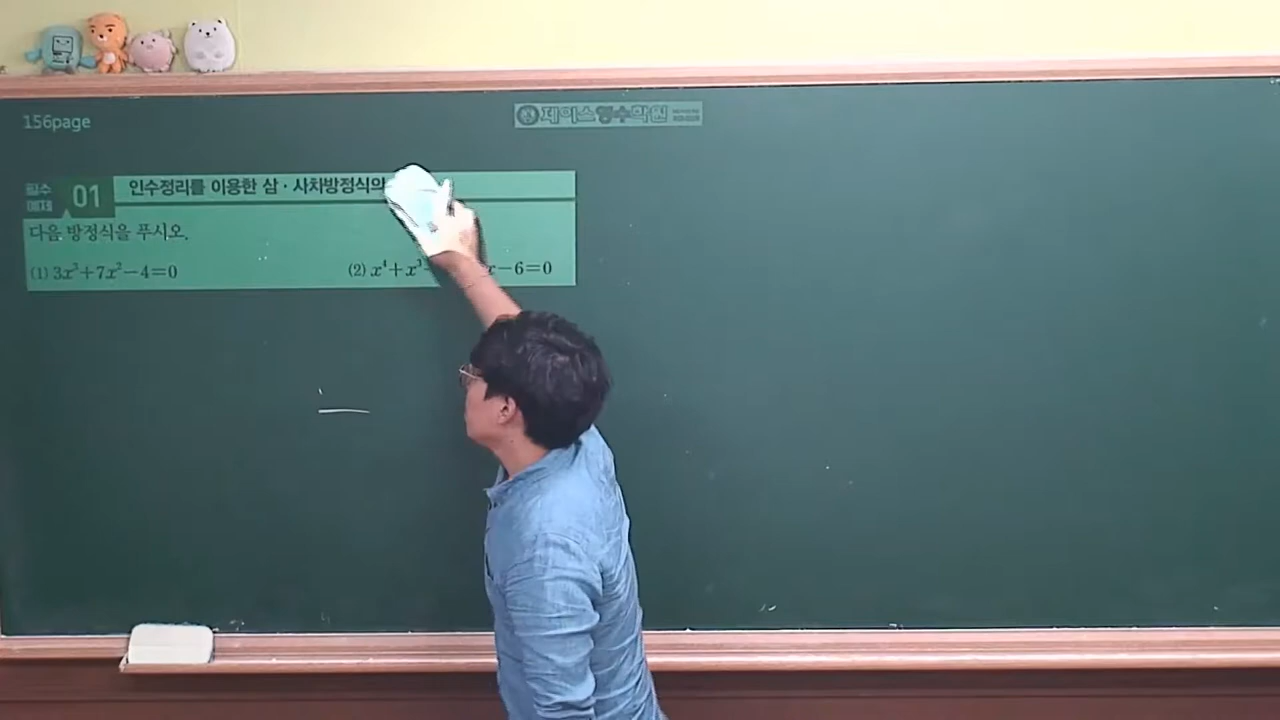 156page
제이스영수학원
필수 예제 01 인수정리를 이용한 삼·사차방정식의
다음 방정식을 푸시오.
(1) 3x³+7x²−4=0 (2) x⁴+x³ x−6=0